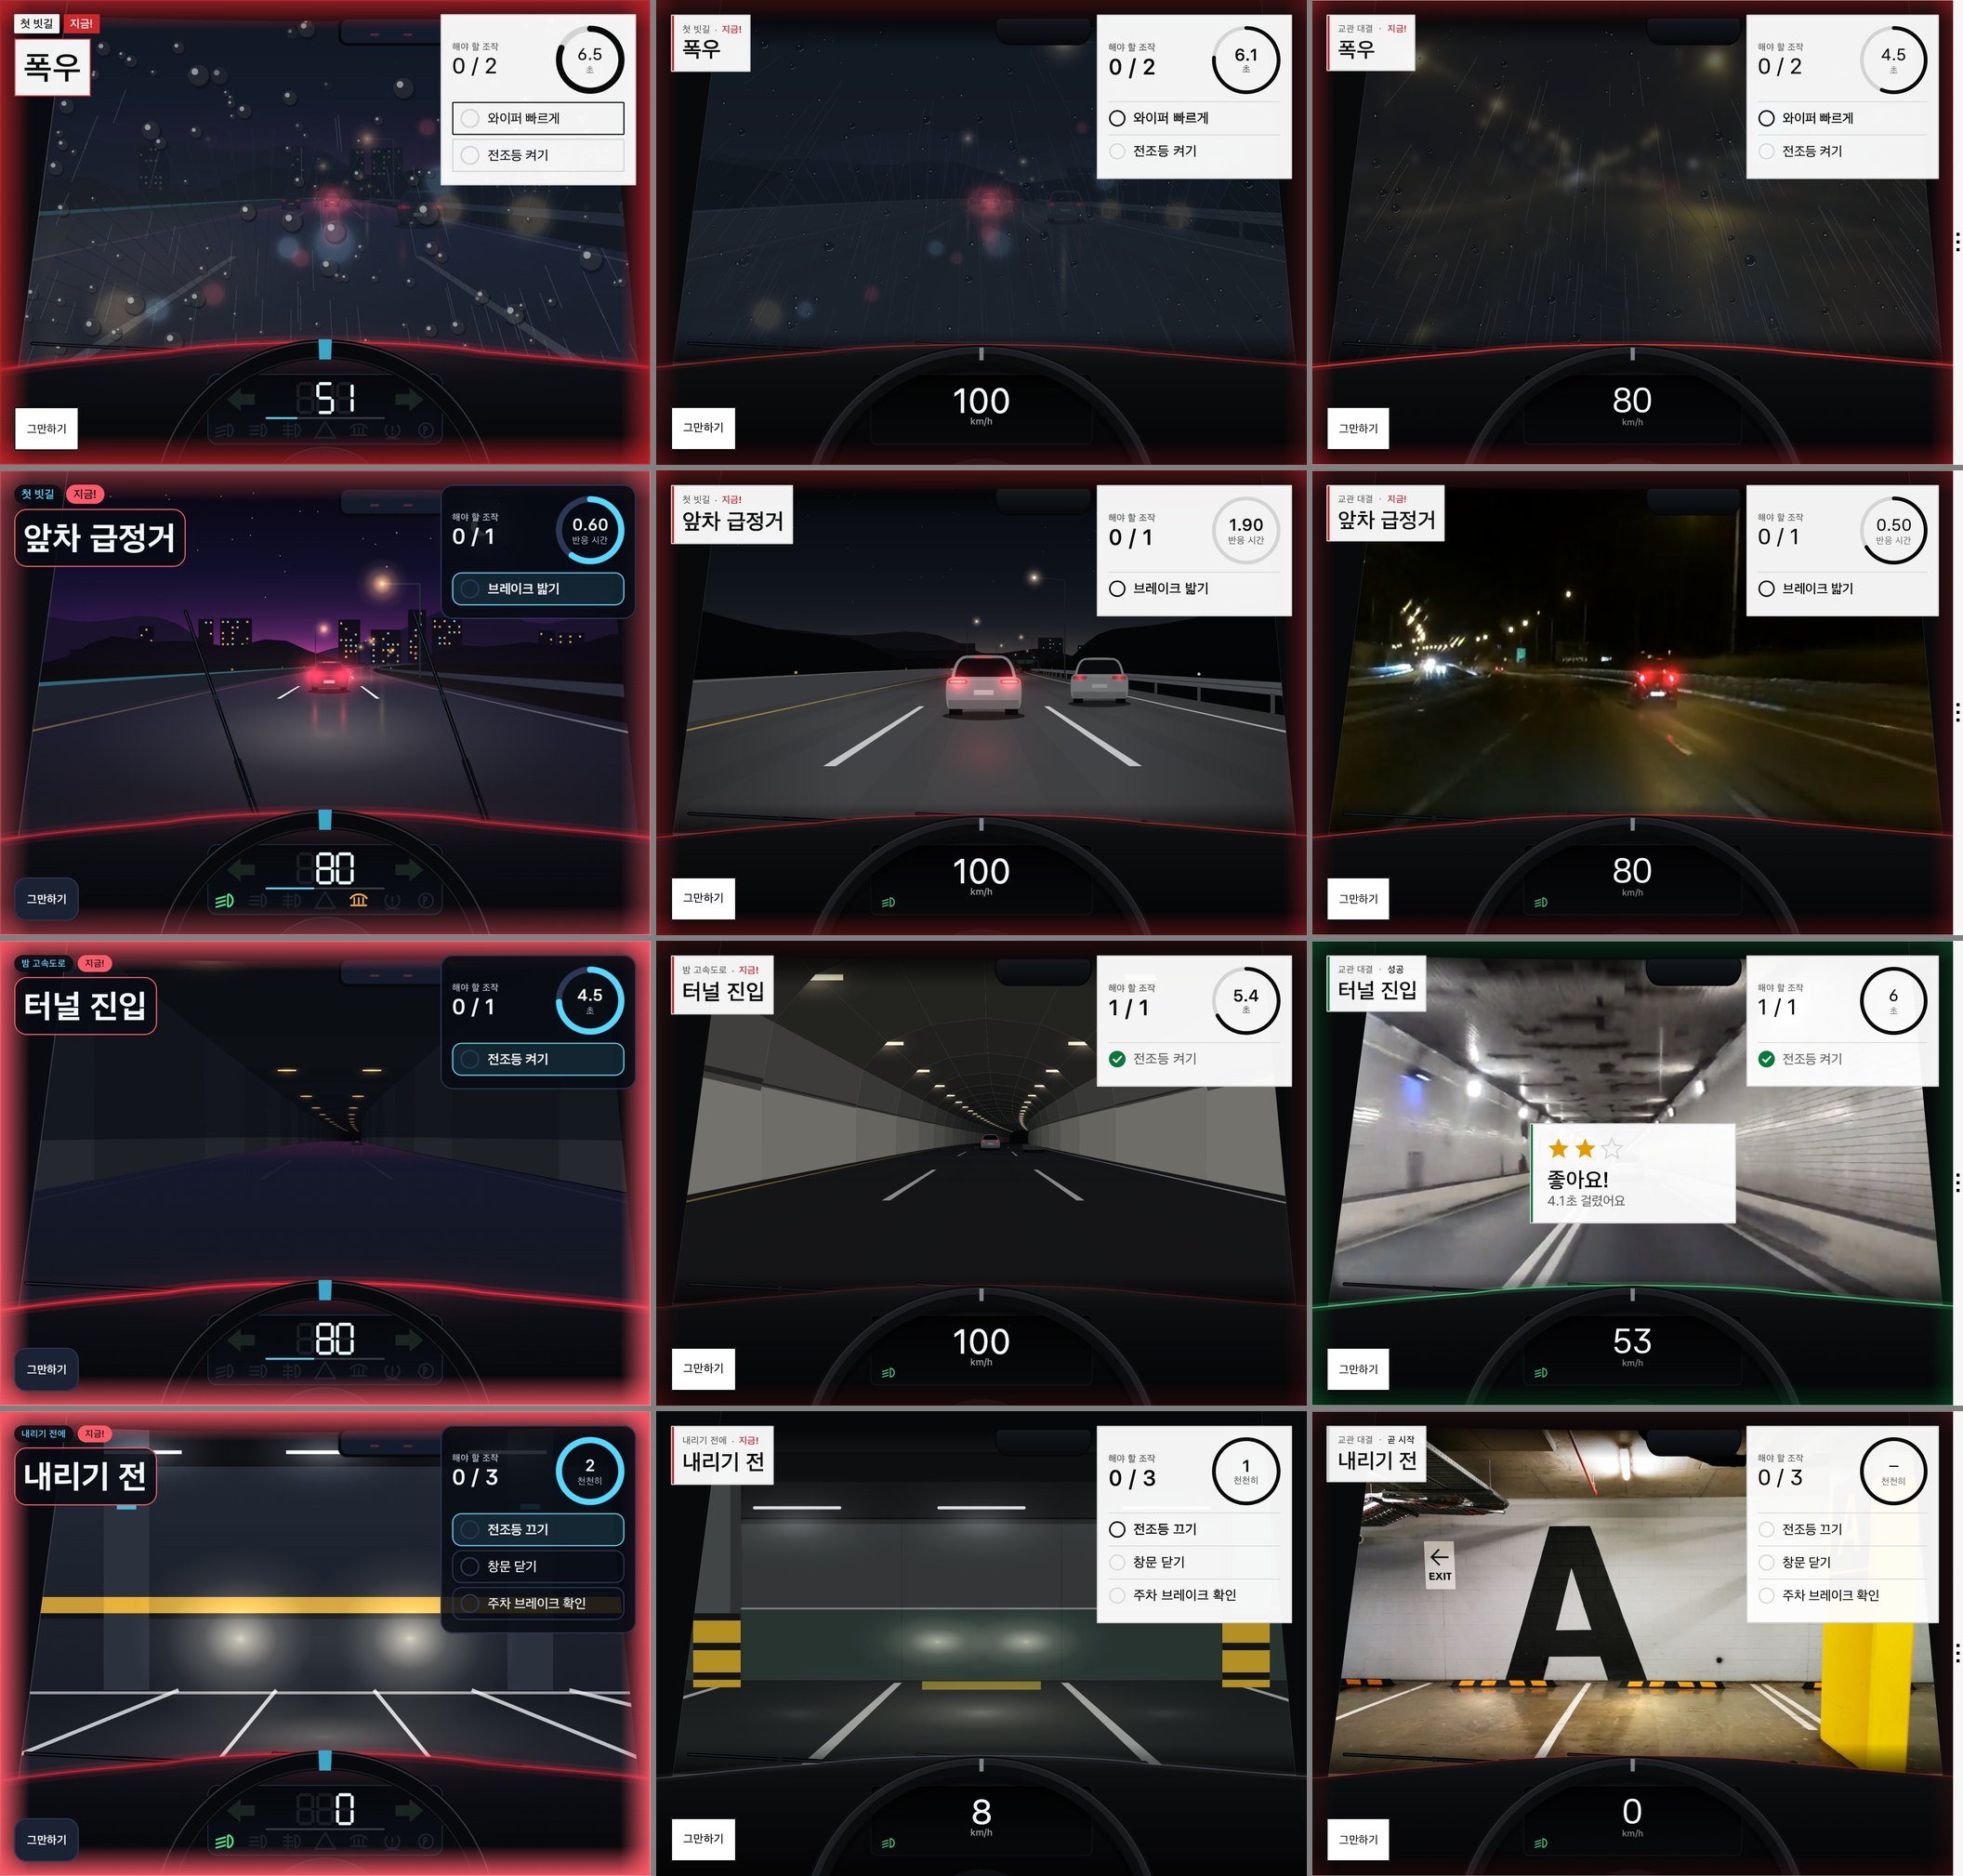 첫 빗길 지금!
폭우
해야 할 조작
0 / 2
6.5
초
와이퍼 빠르게
전조등 켜기
51
그만하기
첫 빗길 · 지금!
폭우
해야 할 조작
0 / 2
6.1
초
와이퍼 빠르게
전조등 켜기
100
km/h
그만하기
교관 대결 · 지금!
폭우
해야 할 조작
0 / 2
4.5
초
와이퍼 빠르게
전조등 켜기
80
km/h
그만하기
첫 빗길 지금!
앞차 급정거
해야 할 조작
0 / 1
0.60
반응 시간
브레이크 밟기
80
그만하기
첫 빗길 · 지금!
앞차 급정거
해야 할 조작
0 / 1
1.90
반응 시간
브레이크 밟기
100
km/h
그만하기
교관 대결 · 지금!
앞차 급정거
해야 할 조작
0 / 1
0.50
반응 시간
브레이크 밟기
80
km/h
그만하기
밤 고속도로 지금!
터널 진입
해야 할 조작
0 / 1
4.5
초
전조등 켜기
80
그만하기
밤 고속도로 · 지금!
터널 진입
해야 할 조작
1 / 1
5.4
초
전조등 켜기
100
km/h
그만하기
교관 대결 · 성공
터널 진입
해야 할 조작
1 / 1
6
초
전조등 켜기
좋아요!
4.1초 걸렸어요
53
km/h
그만하기
내리기 전에 지금!
내리기 전
해야 할 조작
0 / 3
2
천천히
전조등 끄기
창문 닫기
주차 브레이크 확인
0
그만하기
내리기 전에 · 지금!
내리기 전
해야 할 조작
0 / 3
1
천천히
전조등 끄기
창문 닫기
주차 브레이크 확인
8
km/h
그만하기
교관 대결 · 곧 시작
내리기 전
해야 할 조작
0 / 3
–
천천히
전조등 끄기
창문 닫기
주차 브레이크 확인
EXIT
A
0
km/h
그만하기